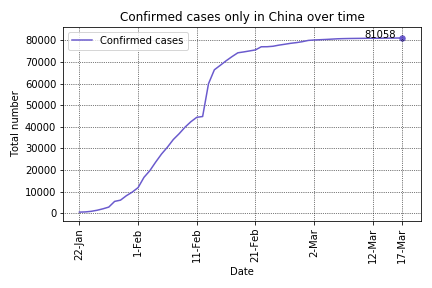 Confirmed cases only in China over time
81058
80000
Confirmed cases
70000
60000
50000
40000
30000
20000
10000
0
Total number
22-Jan
1-Feb
11-Feb
21-Feb
2-Mar
12-Mar
17-Mar
Date